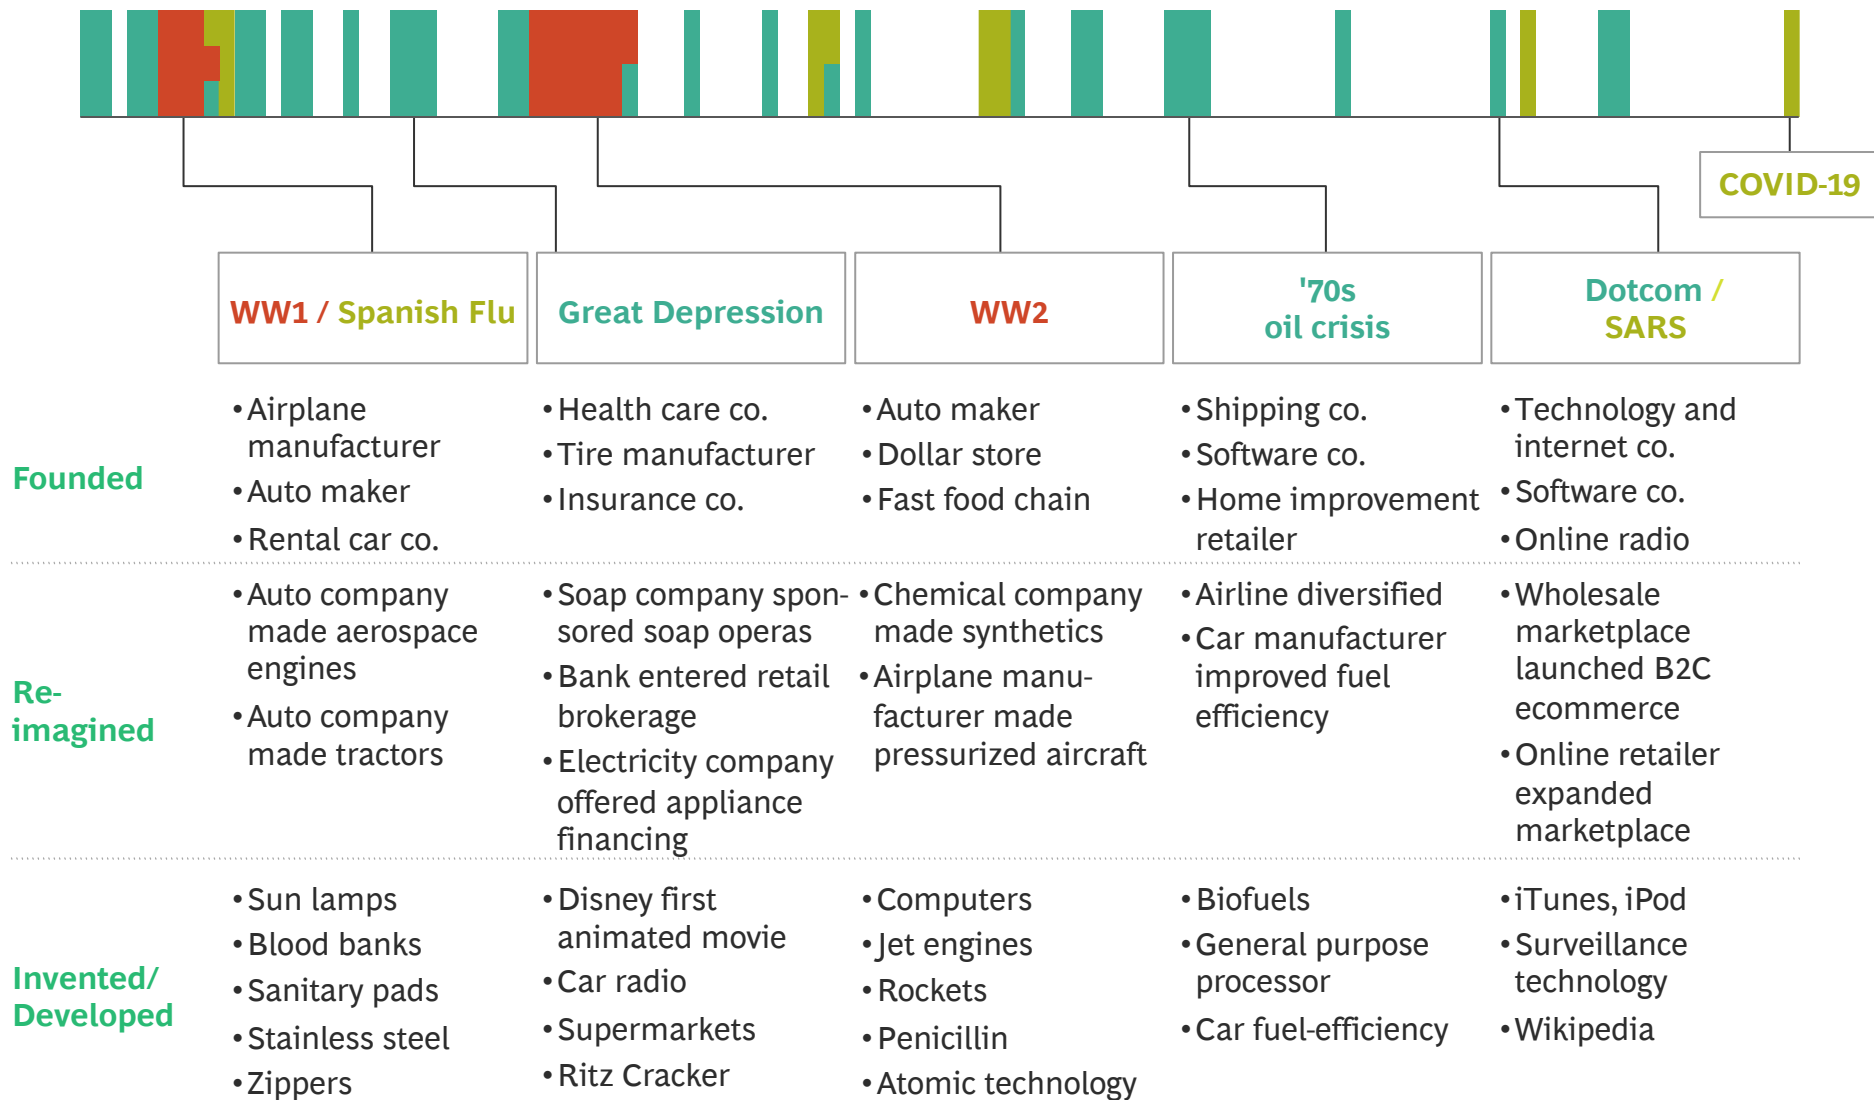 COVID-19
WW1 / Spanish Flu
Great Depression
WW2
'70s
oil crisis
Dotcom /
SARS
Founded
•Airplane
manufacturer
•Auto maker
•Rental car co.
•Health care co.
•Tire manufacturer
•Insurance co.
•Auto maker
•Dollar store
•Fast food chain
•Shipping co.
•Software co.
•Home improvement
retailer
•Technology and
internet co.
•Software co.
•Online radio
Re-
imagined
•Auto company
made aerospace
engines
•Auto company
made tractors
•Soap company spon-
sored soap operas
•Bank entered retail
brokerage
•Electricity company
offered appliance
financing
•Chemical company
made synthetics
•Airplane manu-
facturer made
pressurized aircraft
•Airline diversified
•Car manufacturer
improved fuel
efficiency
•Wholesale
marketplace
launched B2C
ecommerce
•Online retailer
expanded
marketplace
Invented/
Developed
•Sun lamps
•Blood banks
•Sanitary pads
•Stainless steel
•Zippers
•Disney first
animated movie
•Car radio
•Supermarkets
•Ritz Cracker
•Computers
•Jet engines
•Rockets
•Penicillin
•Atomic technology
•Biofuels
•General purpose
processor
•Car fuel-efficiency
•iTunes, iPod
•Surveillance
technology
•Wikipedia